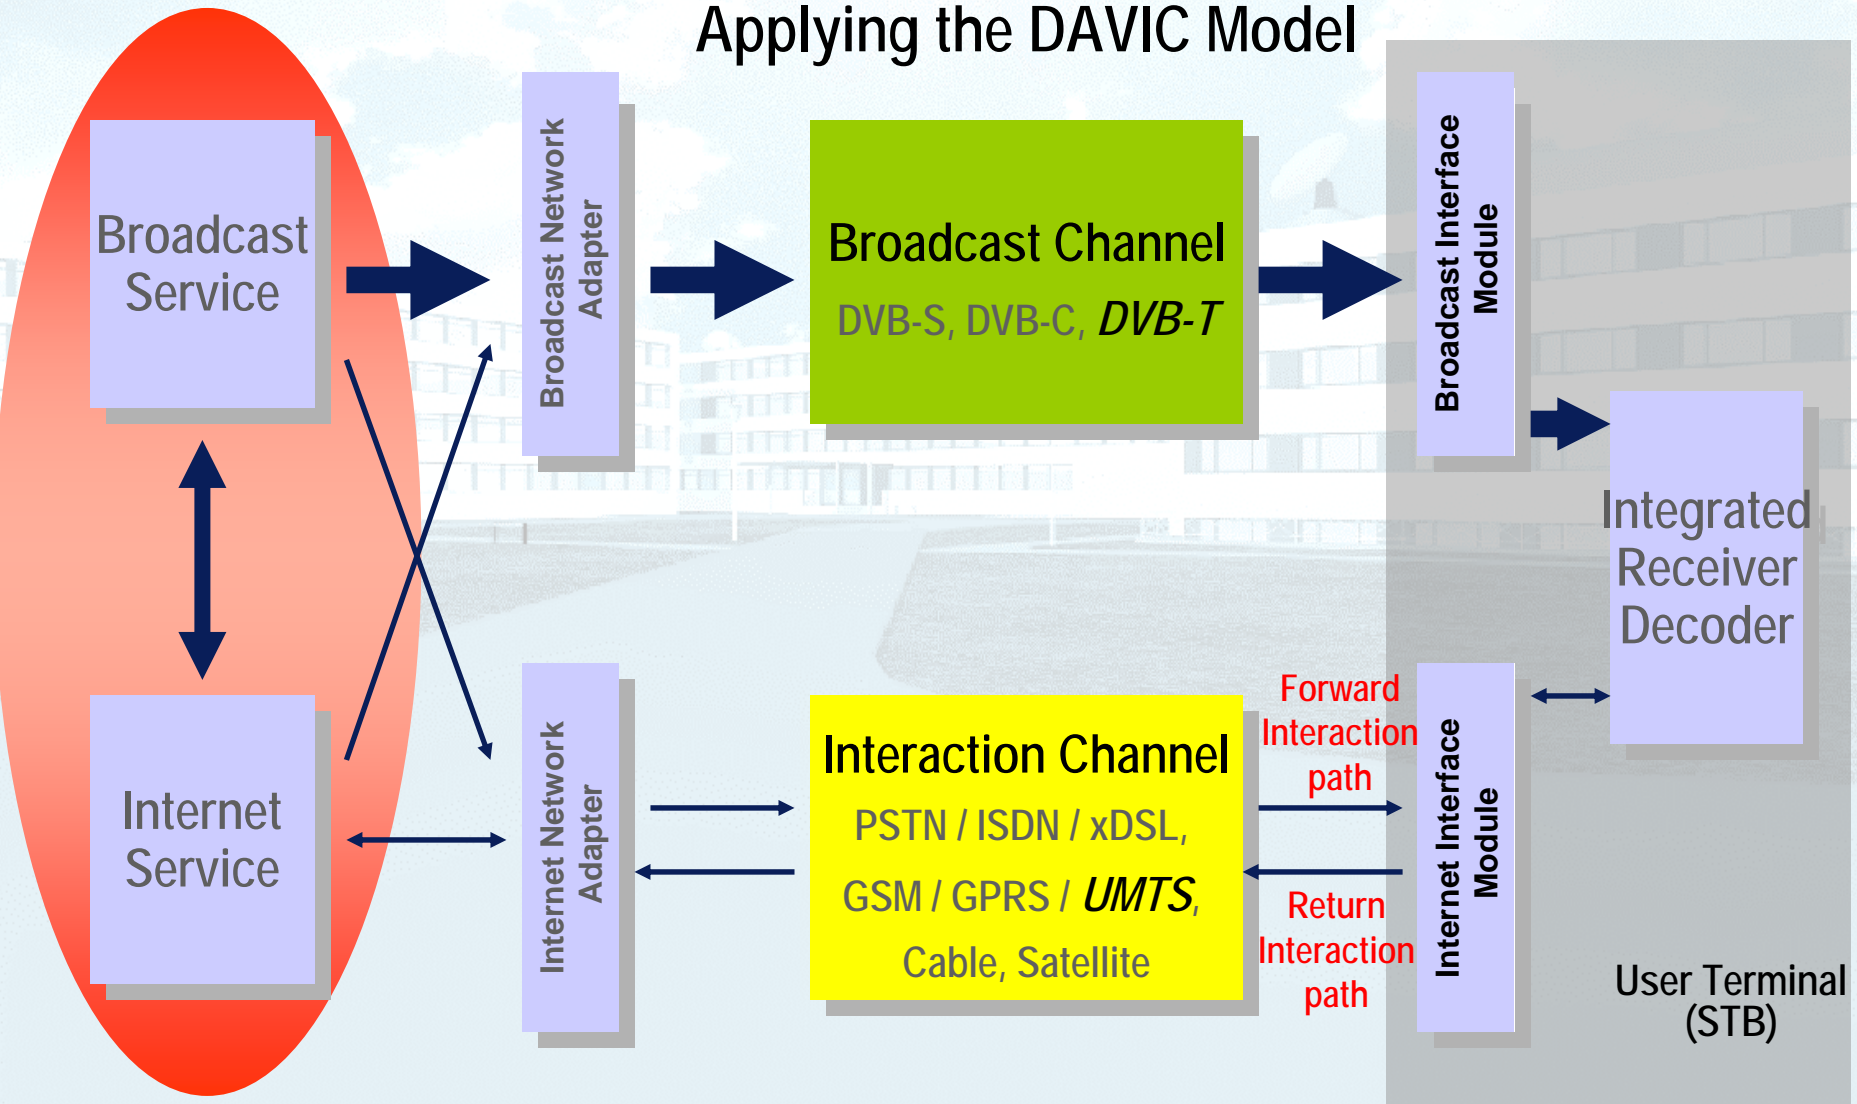 Applying the DAVIC Model
Broadcast
Service
Broadcast Network
Adapter
Broadcast Channel
DVB-S, DVB-C, DVB-T
Broadcast Interface
Module
Integrated
Receiver
Decoder
Internet
Service
Internet Network
Adapter
Interaction Channel
PSTN / ISDN / xDSL,
GSM / GPRS / UMTS,
Cable, Satellite
Forward
Interaction
path
Return
Interaction
path
Internet Interface
Module
User Terminal
(STB)